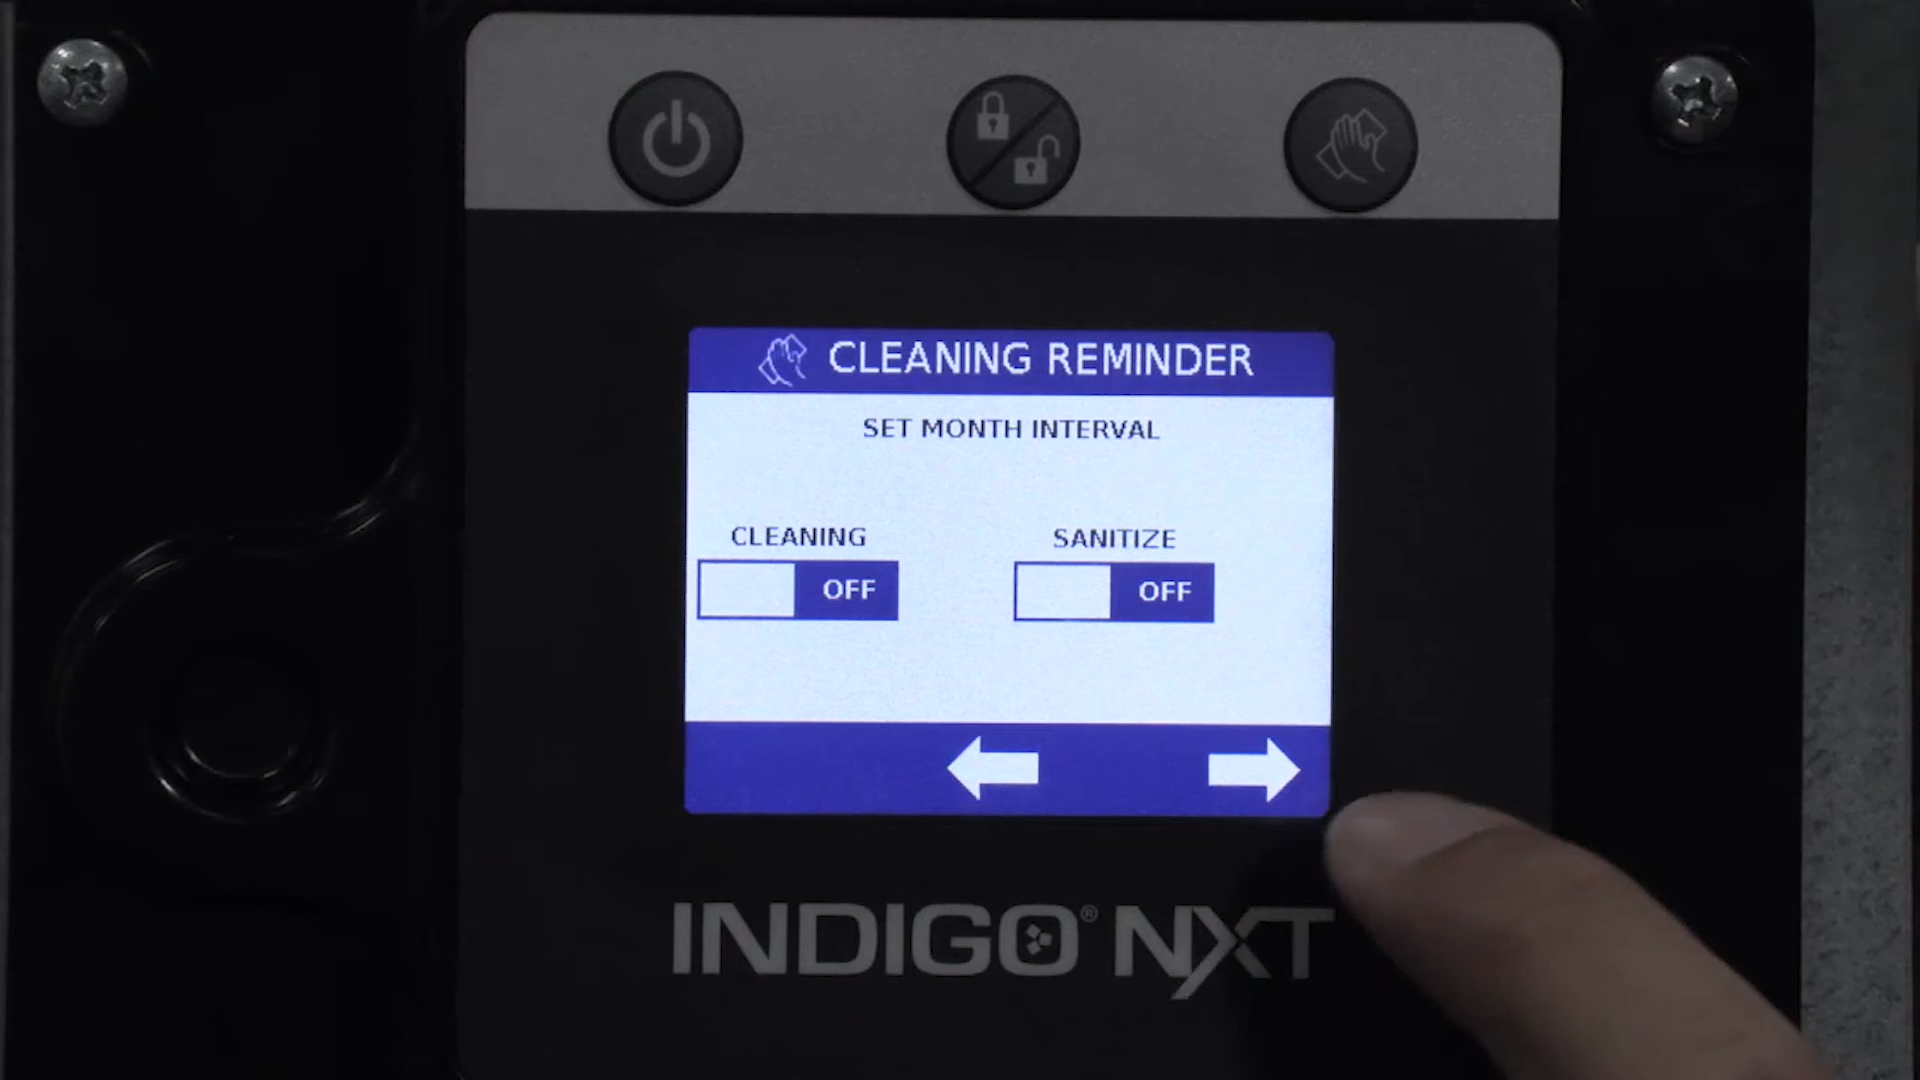 CLEANING REMINDER
SET MONTH INTERVAL
CLEANING SANITIZE
OFF OFF
INDIGO® NXT